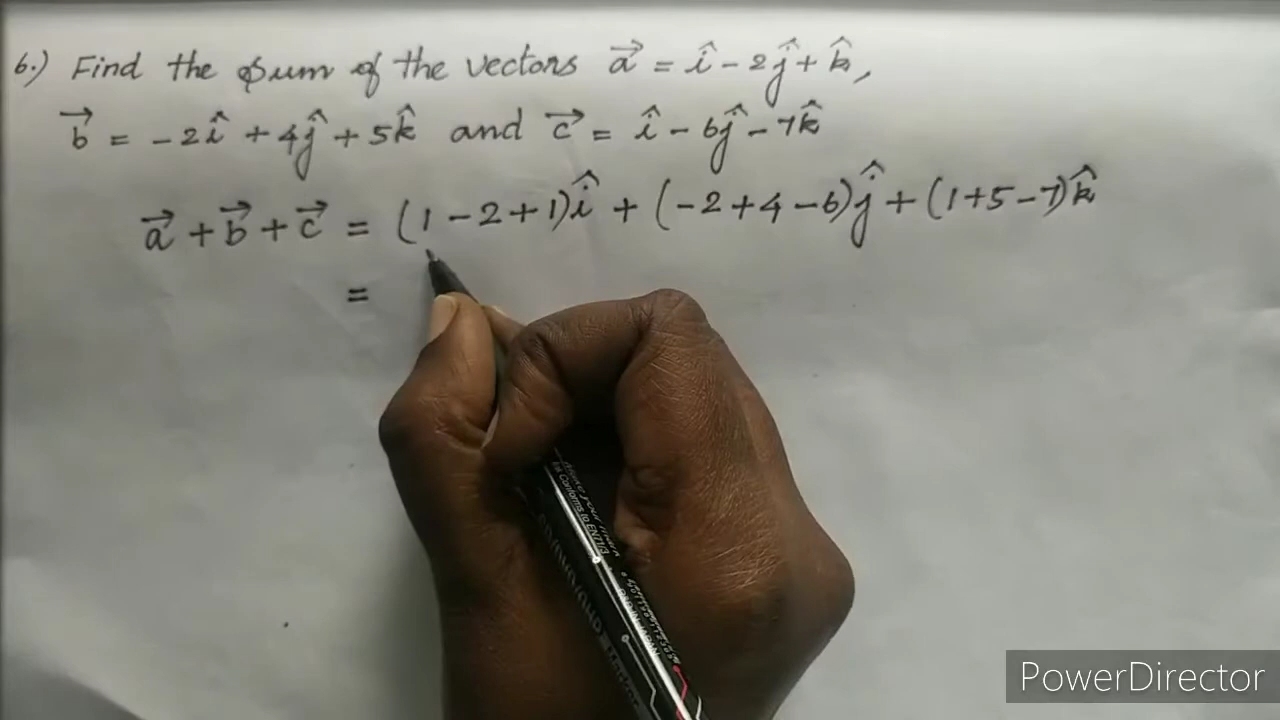 6.) Find the sum of the vectors a⃗ = î - 2ĵ + k̂,
b⃗ = -2î + 4ĵ + 5k̂ and c⃗ = î - 6ĵ - 7k̂
a⃗ + b⃗ + c⃗ = (1 - 2 + 1)î + (-2 + 4 - 6)ĵ + (1 + 5 - 7)k̂
=
PowerDirector